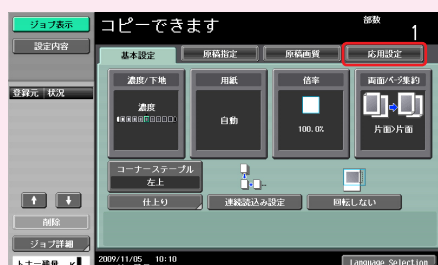 ジョブ表示
設定内容
コピーできます
部数
1
基本設定
原稿指定
原稿画質
応用設定
登録元 状況
濃度/下地
用紙
倍率
両面/ページ集約
濃度
自動
100.0%
片面>片面
コーナーステープル
左上
仕上り
連続読込み設定
回転しない
削除
ジョブ詳細
トナー残量 K
2009/11/05 10:10
Language Selection